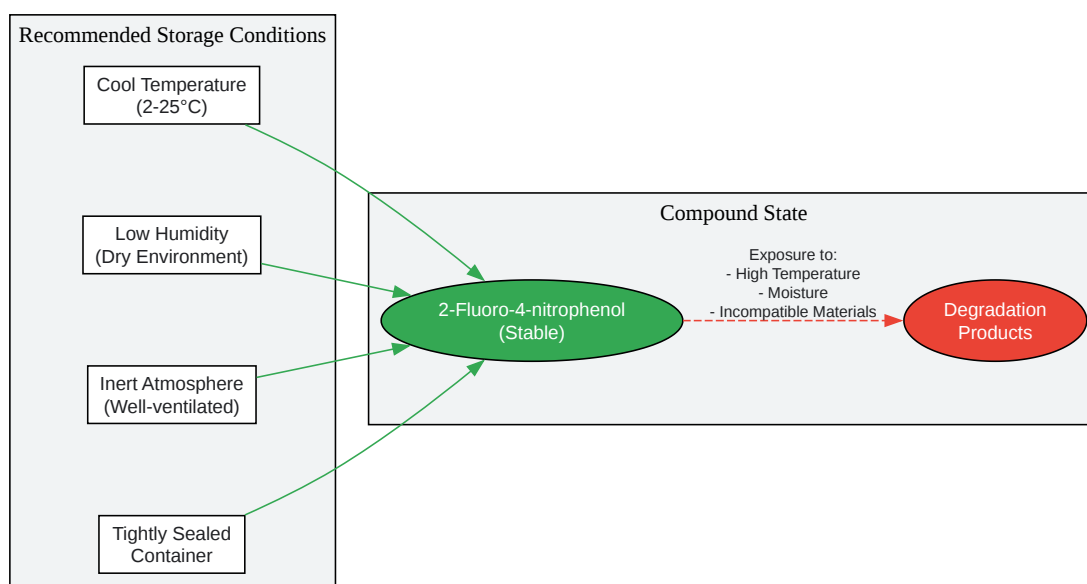 Recommended Storage Conditions
Cool Temperature
(2-25°C)
Low Humidity
(Dry Environment)
Inert Atmosphere
(Well-ventilated)
Tightly Sealed
Container
Compound State
2-Fluoro-4-nitrophenol
(Stable)
Exposure to:
- High Temperature
- Moisture
- Incompatible Materials
Degradation
Products